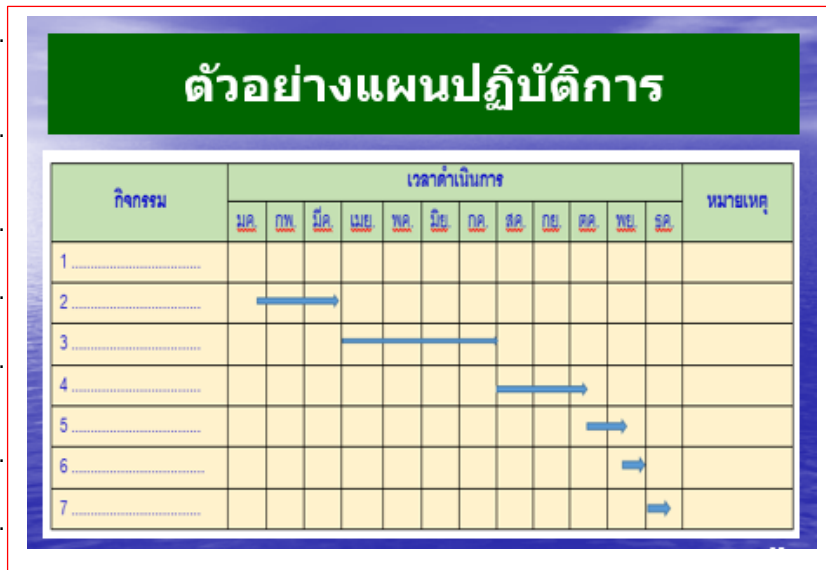 ตัวอย่างแผนปฏิบัติการ
กิจกรรม
เวลาดำเนินการ
หมายเหตุ
มค. กพ. มีค. เมย. พค. มิย. กค. สค. กย. ตค. พย. ธค.
1 ......................................
2 ......................................
3 ......................................
4 ......................................
5 ......................................
6 ......................................
7 ......................................